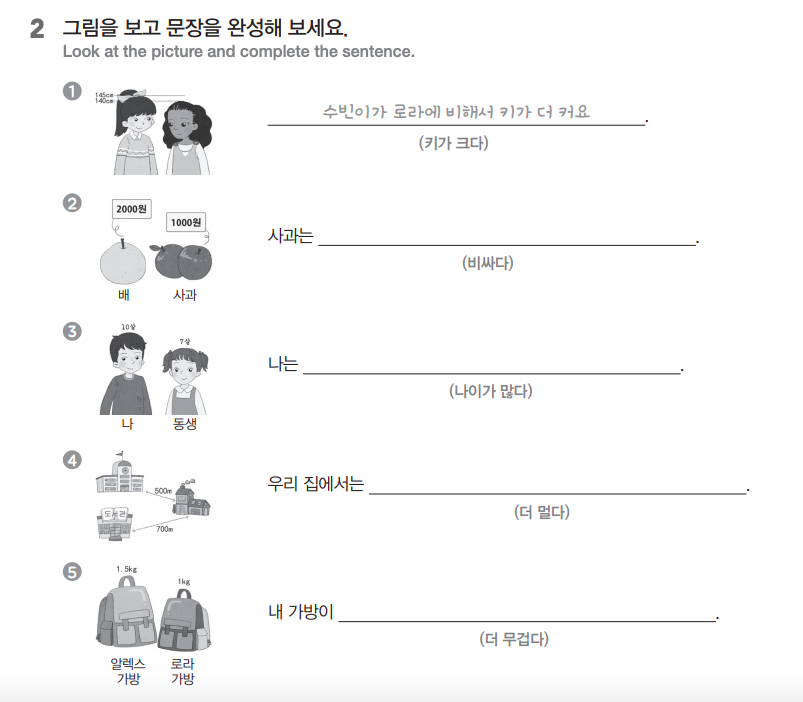 2 그림을 보고 문장을 완성해 보세요.
Look at the picture and complete the sentence.
1
145cm
140cm
수빈이가 로라에 비해서 키가 더 커요.
(키가 크다)
2
2000원
1000원
배 사과
사과는 .
(비싸다)
3
10살
7살
나 동생
나는 .
(나이가 많다)
4
500m
도서관
700m
우리 집에서는 .
(더 멀다)
5
1.5kg
1kg
알렉스 로라
가방 가방
내 가방이 .
(더 무겁다)